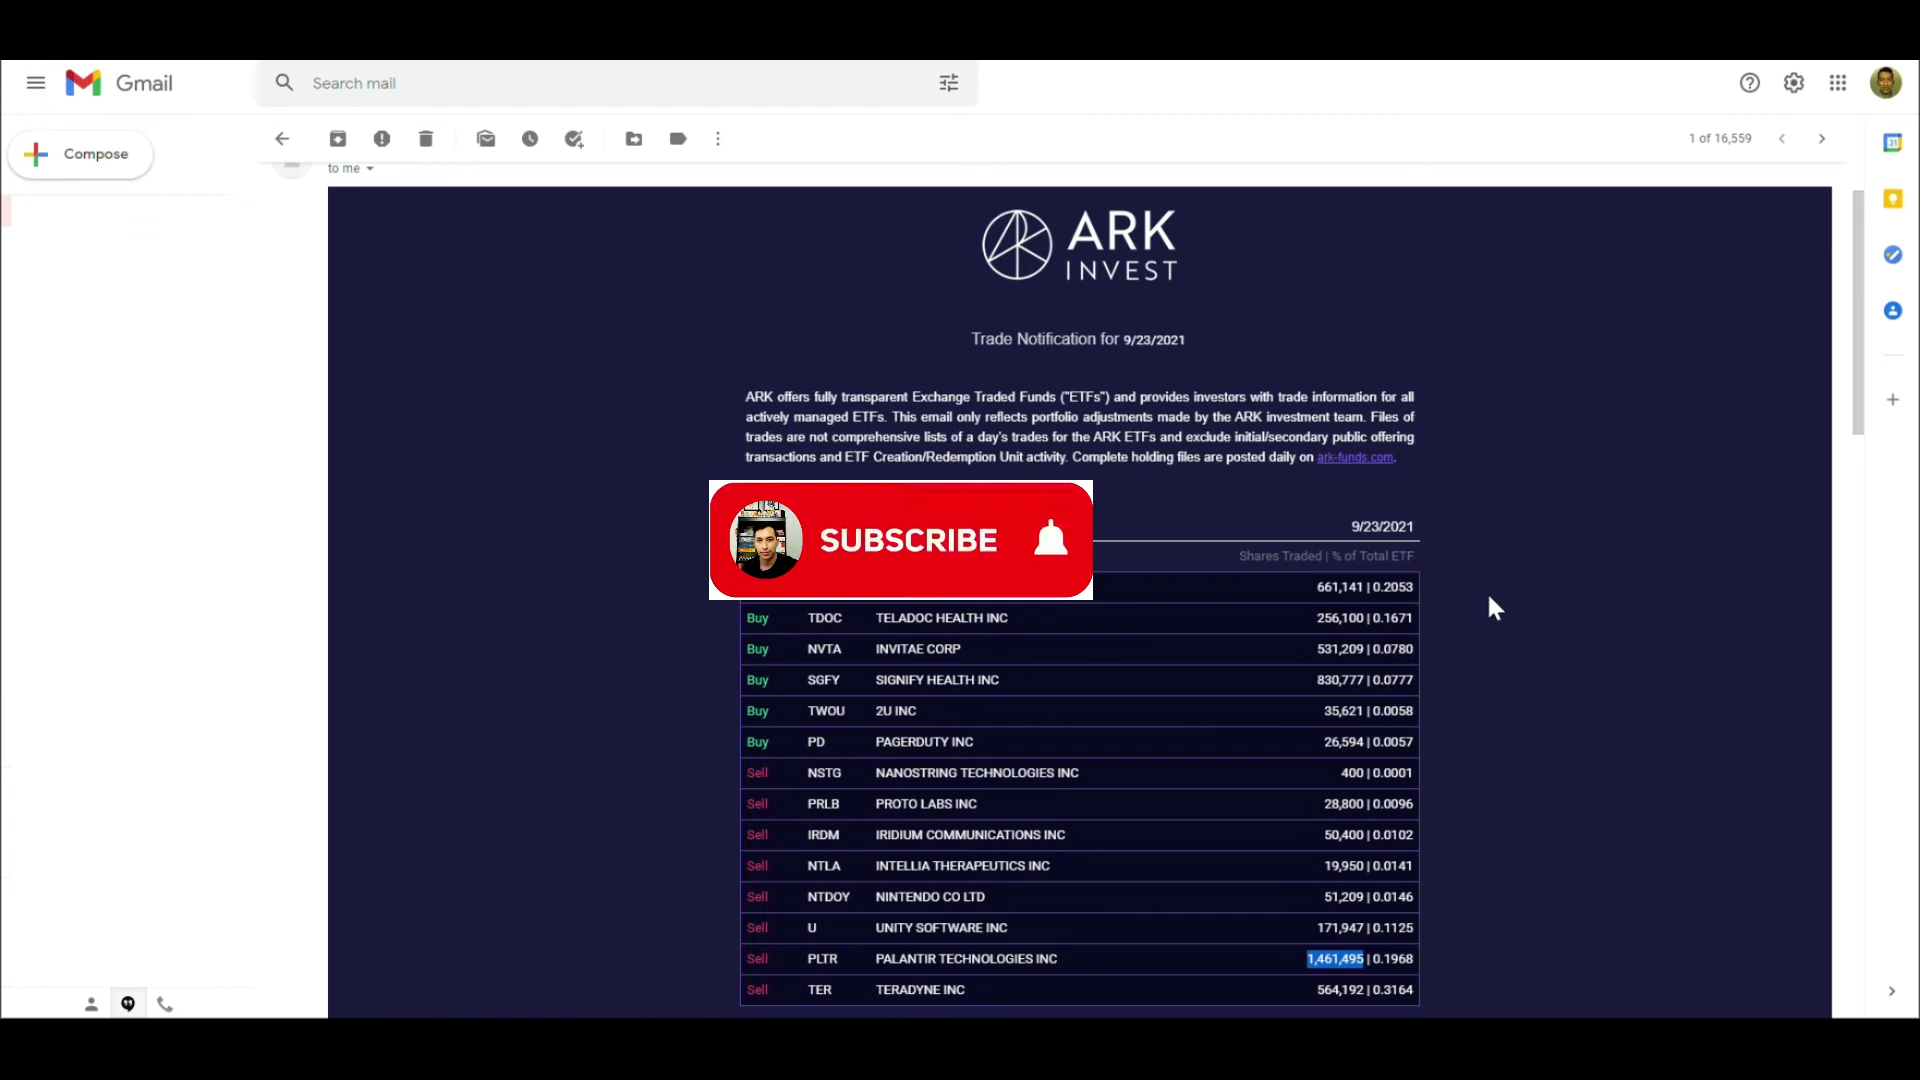 Gmail
Search mail
Compose
1 of 16,559
31
to me
ARK
INVEST
Trade Notification for 9/23/2021
ARK offers fully transparent Exchange Traded Funds ("ETFs") and provides investors with trade information for all
actively managed ETFs. This email only reflects portfolio adjustments made by the ARK investment team. Files of
trades are not comprehensive lists of a day's trades for the ARK ETFs and exclude initial/secondary public offering
transactions and ETF Creation/Redemption Unit activity. Complete holding files are posted daily on ark-funds.com.
SUBSCRIBE
9/23/2021
Shares Traded | % of Total ETF
661,141 | 0.2053
Buy TDOC TELADOC HEALTH INC 256,100 | 0.1671
Buy NVTA INVITAE CORP 531,209 | 0.0780
Buy SGFY SIGNIFY HEALTH INC 830,777 | 0.0777
Buy TWOU 2U INC 35,621 | 0.0058
Buy PD PAGERDUTY INC 26,594 | 0.0057
Sell NSTG NANOSTRING TECHNOLOGIES INC 400 | 0.0001
Sell PRLB PROTO LABS INC 28,800 | 0.0096
Sell IRDM IRIDIUM COMMUNICATIONS INC 50,400 | 0.0102
Sell NTLA INTELLIA THERAPEUTICS INC 19,950 | 0.0141
Sell NTDOY NINTENDO CO LTD 51,209 | 0.0146
Sell U UNITY SOFTWARE INC 171,947 | 0.1125
Sell PLTR PALANTIR TECHNOLOGIES INC 1,461,495 | 0.1968
Sell TER TERADYNE INC 564,192 | 0.3164